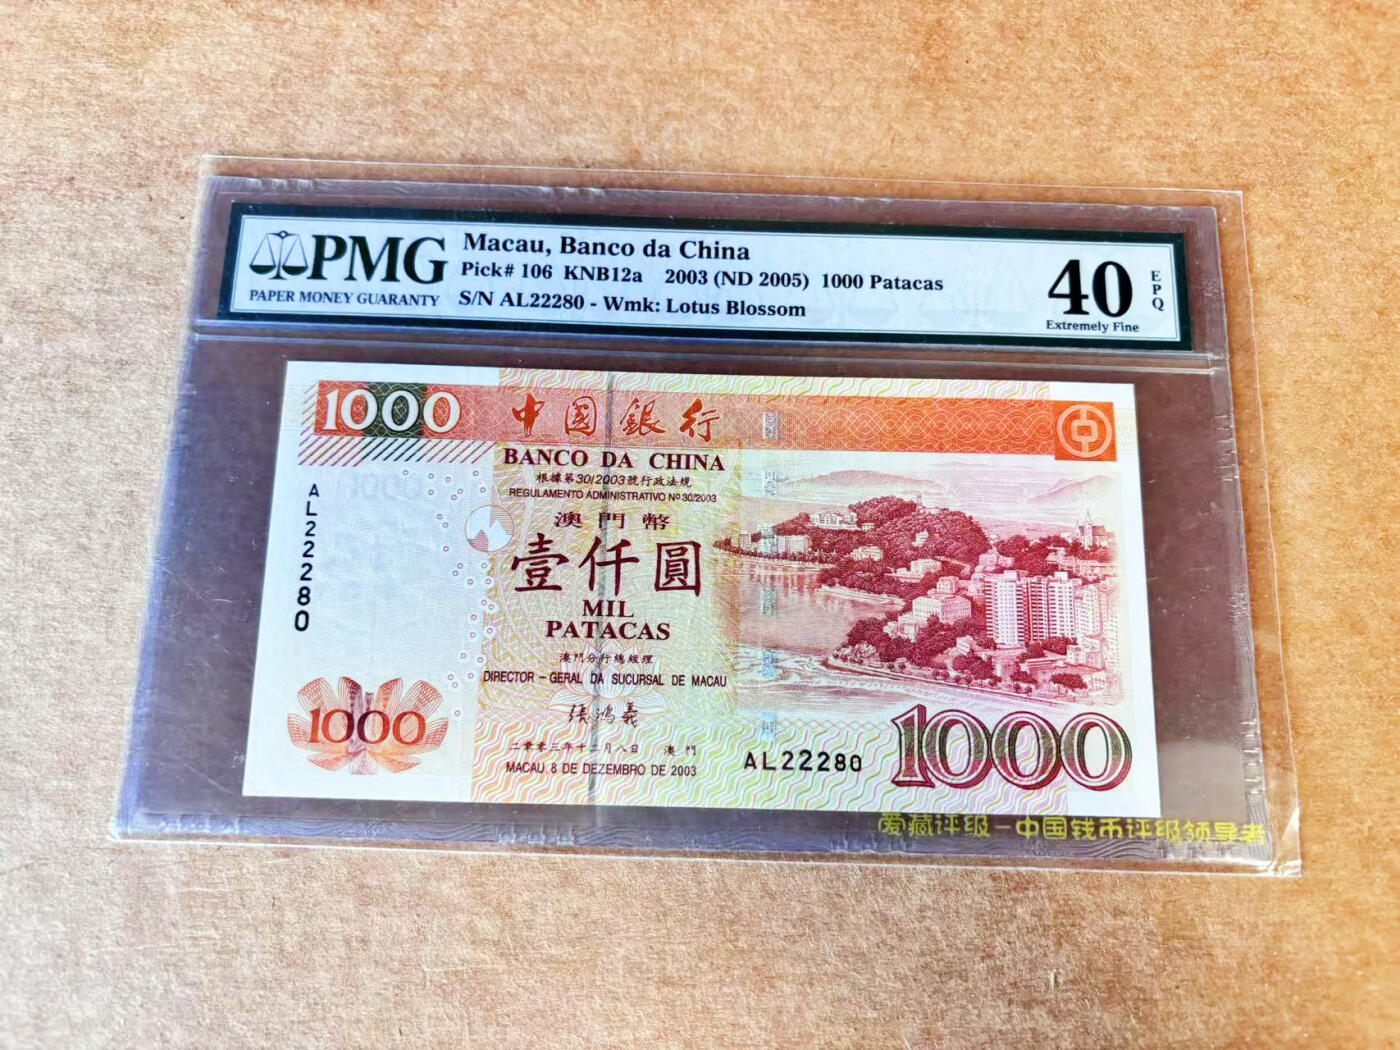 PMG
PAPER MONEY GUARANTY
Macau, Banco da China
Pick# 106 KNB12a 2003 (ND 2005) 1000 Patacas
S/N AL22280 - Wmk: Lotus Blossom
40
Extremely Fine
EPQ
1000
中國銀行
BANCO DA CHINA
根據第30/2003號行政法規
REGULAMENTO ADMINISTRATIVO Nº 30/2003
澳門幣
壹仟圓
MIL
PATACAS
澳門分行總經理
DIRECTOR - GERAL DA SUCURSAL DE MACAU
張鴻義
二零零三年十二月八日 澳門
MACAU, 8 DE DEZEMBRO DE 2003
AL22280
1000
AL22280
1000
爱藏评级-中国钱币评级领导者